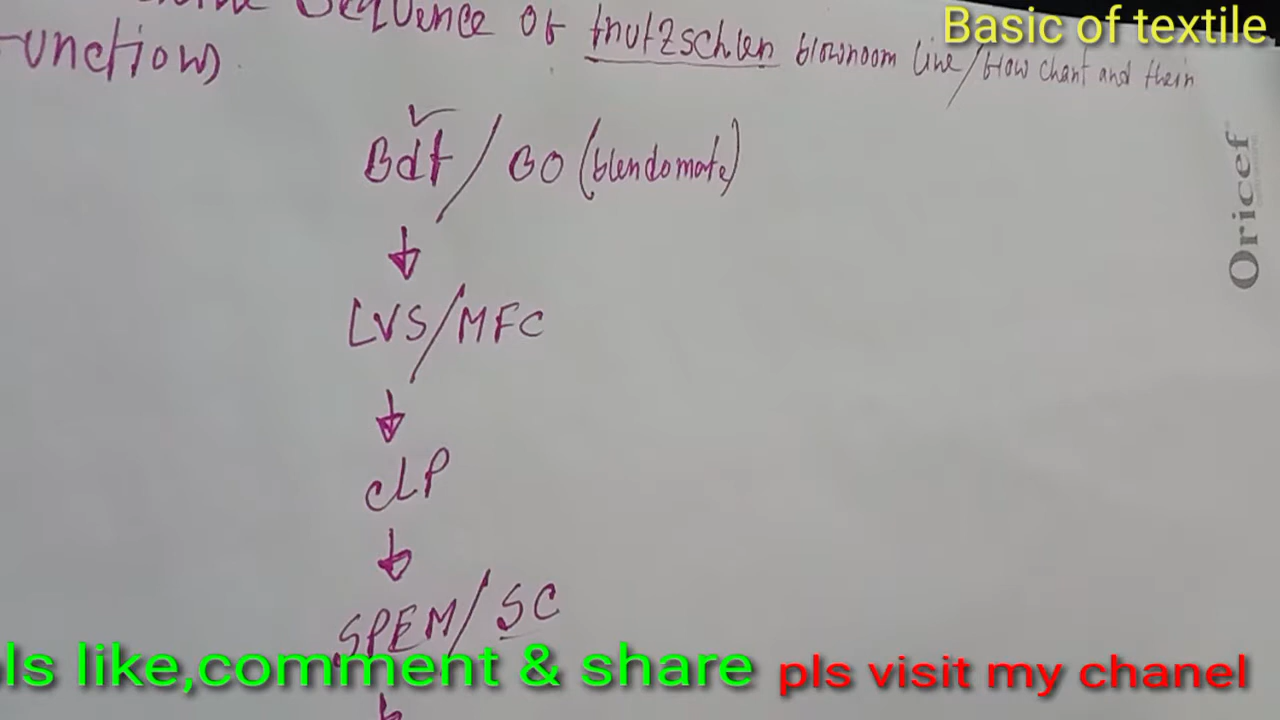 Sequence of trutzschler blowroom line/blow chart and their
Functions
Basic of textile
Bdt / BO (blendomate)
LVS/MFC
CLP
SPEM/SC
Oricef
ls like,comment & share
pls visit my chanel